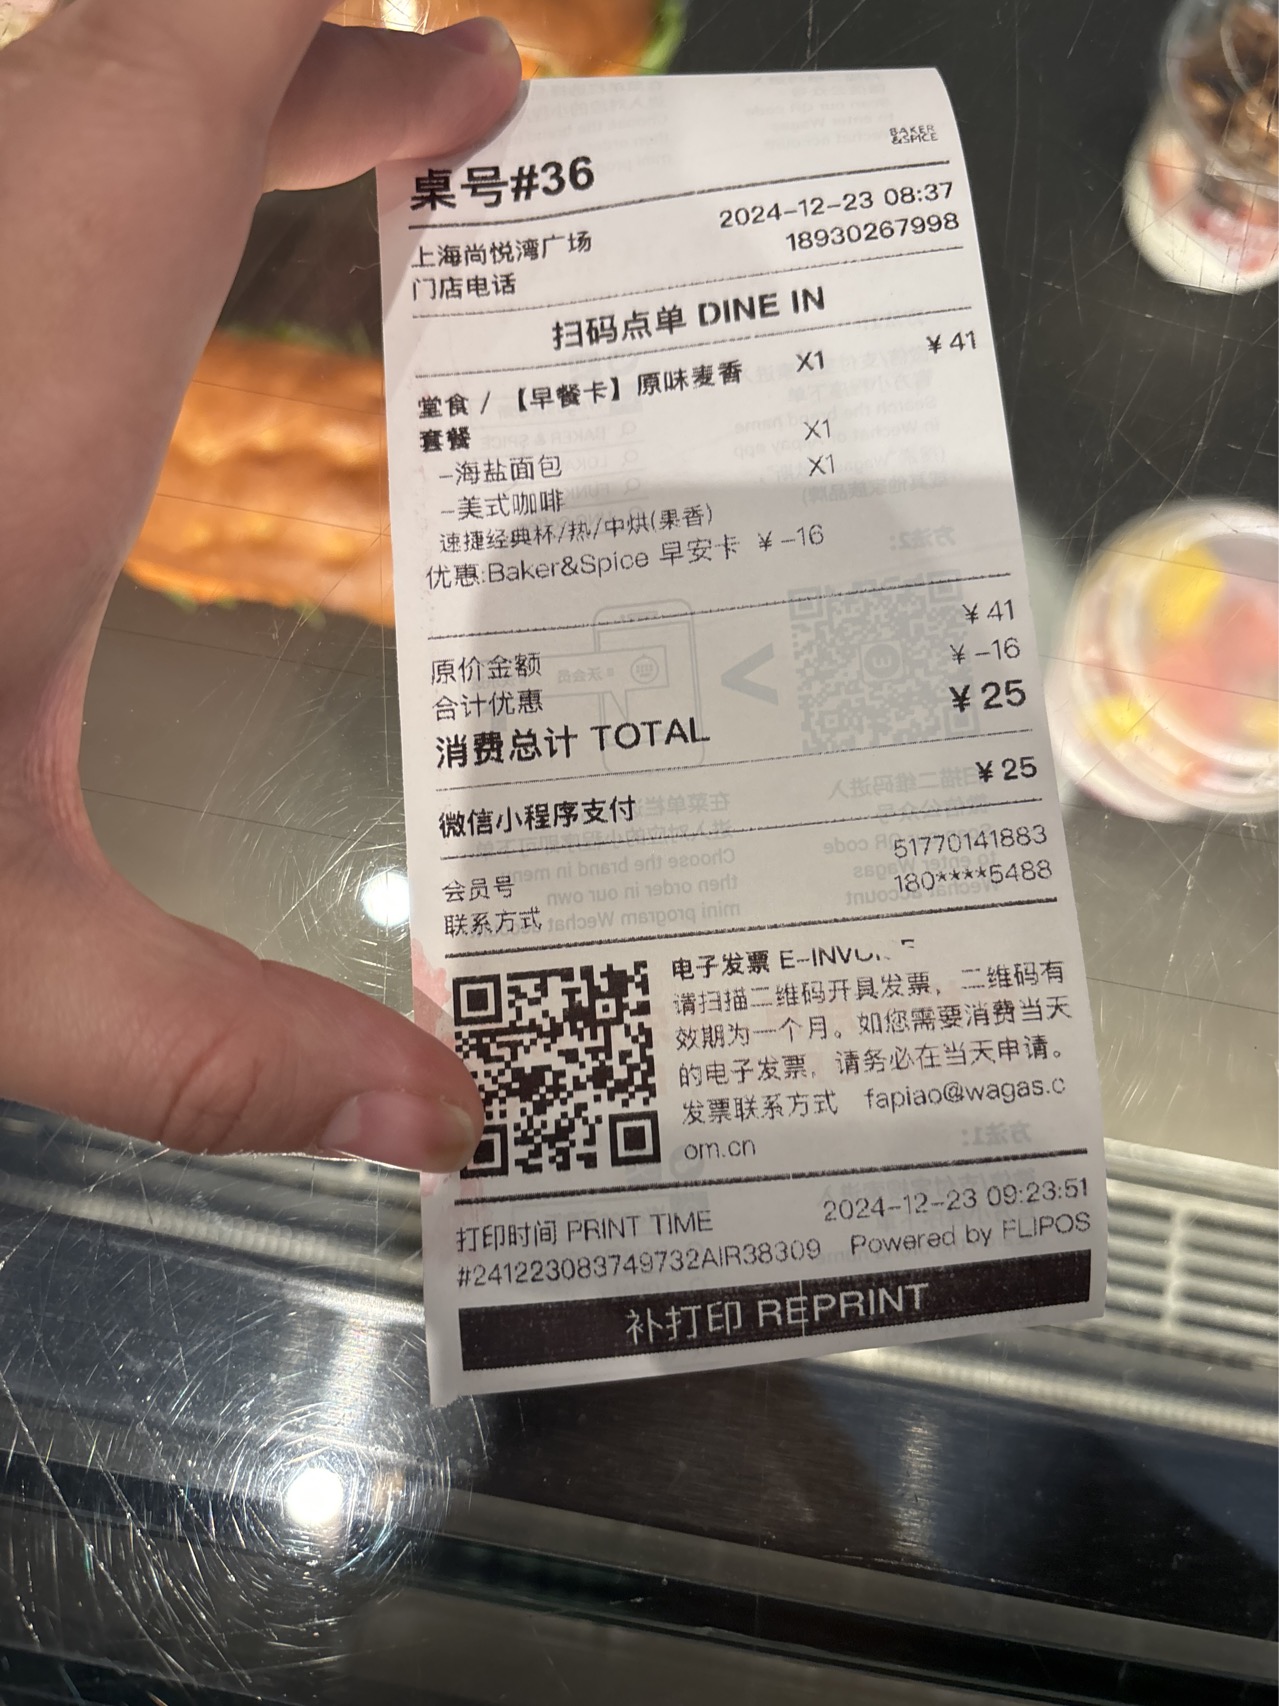 BAKER
&SPICE
桌号#36
上海尚悦湾广场 2024-12-23 08:37
门店电话 18930267998
扫码点单 DINE IN
堂食 / 【早餐卡】原味麦香 X1 ¥41
套餐
-海盐面包 X1
-美式咖啡 X1
速捷经典杯/热/中烘(果香)
优惠:Baker&Spice 早安卡 ¥-16
原价金额 ¥41
合计优惠 ¥-16
消费总计 TOTAL ¥25
微信小程序支付 ¥25
会员号 51770141883
联系方式 180****5488
电子发票
请扫描二维码开具发票，二维码有
效期为一个月。如您需要消费当天
的电子发票，请务必在当天申请。
发票联系方式 fapiao@wagas.c
om.cn
打印时间 PRINT TIME 2024-12-23 09:23:51
#241223083749732AIR38309 Powered by FLIPOS
补打印 REPRINT